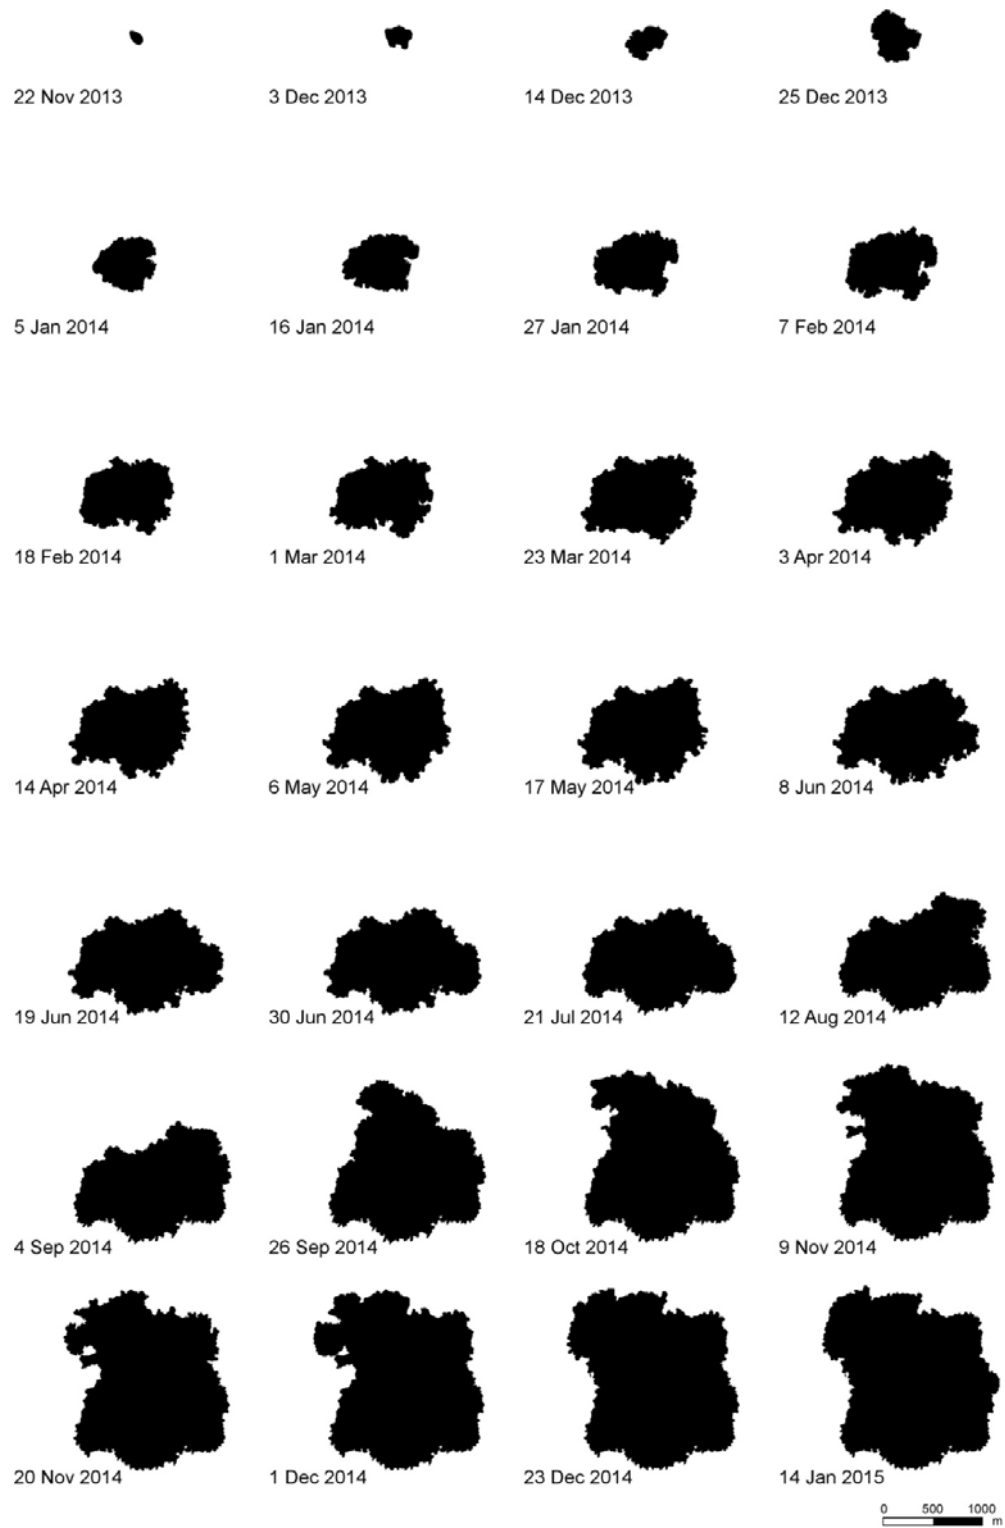 22 Nov 2013 3 Dec 2013 14 Dec 2013 25 Dec 2013
5 Jan 2014 16 Jan 2014 27 Jan 2014 7 Feb 2014
18 Feb 2014 1 Mar 2014 23 Mar 2014 3 Apr 2014
14 Apr 2014 6 May 2014 17 May 2014 8 Jun 2014
19 Jun 2014 30 Jun 2014 21 Jul 2014 12 Aug 2014
4 Sep 2014 26 Sep 2014 18 Oct 2014 9 Nov 2014
20 Nov 2014 1 Dec 2014 23 Dec 2014 14 Jan 2015
0 500 1000
m